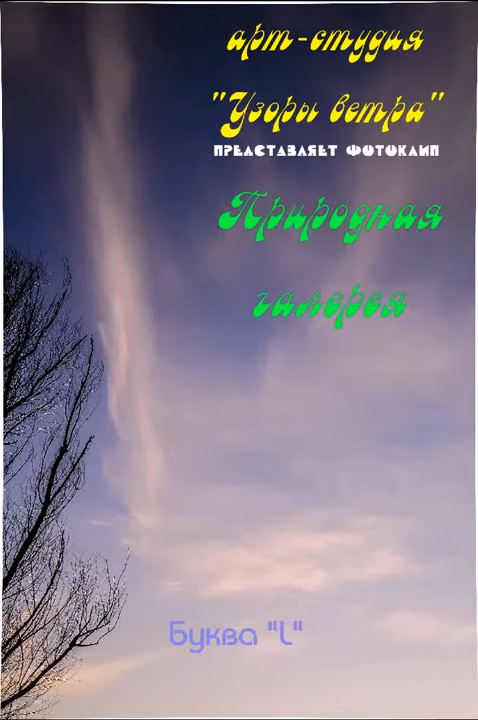 арт-студия
"Узоры ветра"
ПРЕДСТАВЛЯЕТ ФОТОКЛИП
Природная
галерея
Буква "L"